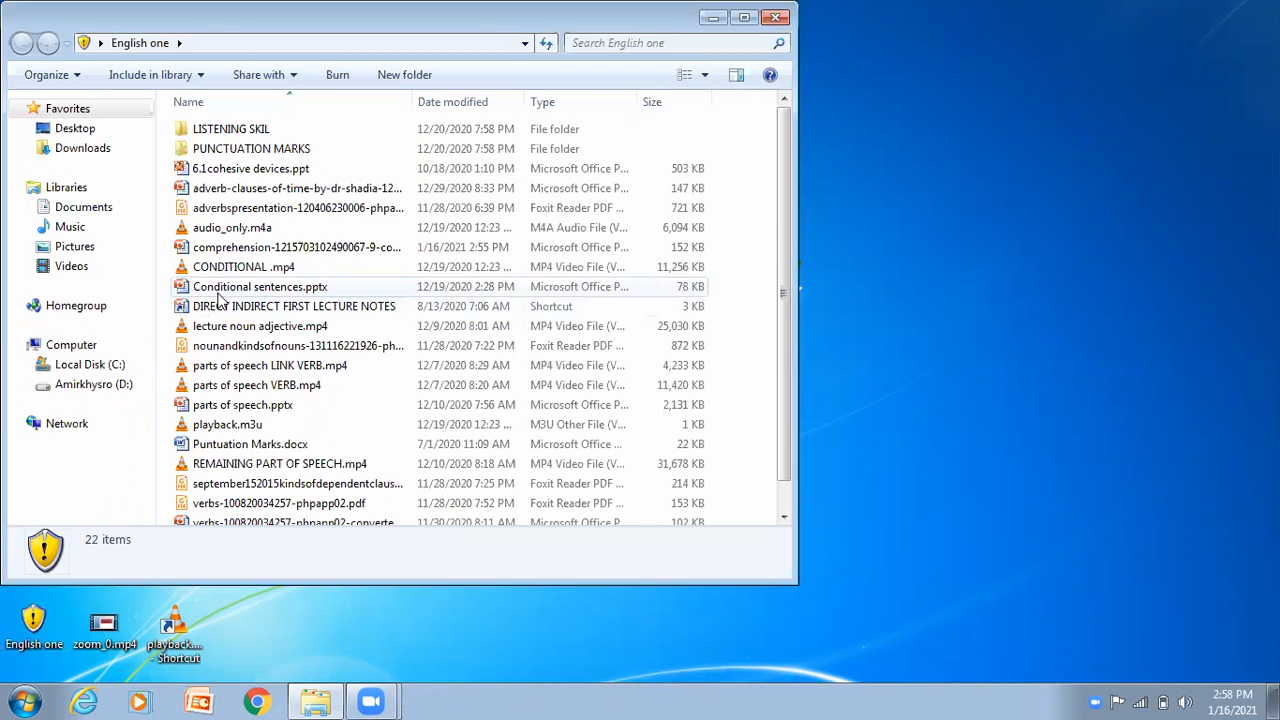 English one
Search English one
Organize Include in library Share with Burn New folder
Favorites
Desktop
Downloads
Libraries
Documents
Music
Pictures
Videos
Homegroup
Computer
Local Disk (C:)
Amirkhysro (D:)
Network
Name Date modified Type Size
LISTENING SKIL 12/20/2020 7:58 PM File folder
PUNCTUATION MARKS 12/20/2020 7:58 PM File folder
6.1cohesive devices.ppt 10/18/2020 1:10 PM Microsoft Office P... 503 KB
adverb-clauses-of-time-by-dr-shadia-12... 12/29/2020 8:33 PM Microsoft Office P... 147 KB
adverbspresentation-120406230006-phpa... 11/28/2020 6:39 PM Foxit Reader PDF ... 721 KB
audio_only.m4a 12/19/2020 12:23 ... M4A Audio File (V... 6,094 KB
comprehension-1215703102490067-9-co... 1/16/2021 2:55 PM Microsoft Office P... 152 KB
CONDITIONAL .mp4 12/19/2020 12:23 ... MP4 Video File (V... 11,256 KB
Conditional sentences.pptx 12/19/2020 2:28 PM Microsoft Office P... 78 KB
DIRECT INDIRECT FIRST LECTURE NOTES 8/13/2020 7:06 AM Shortcut 3 KB
lecture noun adjective.mp4 12/9/2020 8:01 AM MP4 Video File (V... 25,030 KB
nounandkindsofnouns-131116221926-ph... 11/28/2020 7:22 PM Foxit Reader PDF ... 872 KB
parts of speech LINK VERB.mp4 12/7/2020 8:29 AM MP4 Video File (V... 4,233 KB
parts of speech VERB.mp4 12/7/2020 8:20 AM MP4 Video File (V... 11,420 KB
parts of speech.pptx 12/10/2020 7:56 AM Microsoft Office P... 2,131 KB
playback.m3u 12/19/2020 12:23 ... M3U Other File (V... 1 KB
Puntuation Marks.docx 7/1/2020 11:09 AM Microsoft Office ... 22 KB
REMAINING PART OF SPEECH.mp4 12/10/2020 8:18 AM MP4 Video File (V... 31,678 KB
september152015kindsofdependentclaus... 11/28/2020 7:25 PM Foxit Reader PDF ... 214 KB
verbs-100820034257-phpapp02.pdf 11/28/2020 7:52 PM Foxit Reader PDF ... 153 KB
verbs-100820034257-phpapp02-converte... 11/30/2020 8:11 AM Microsoft Office P... 102 KB
22 items
English one
zoom_0.mp4
playback....
- Shortcut
2:58 PM
1/16/2021